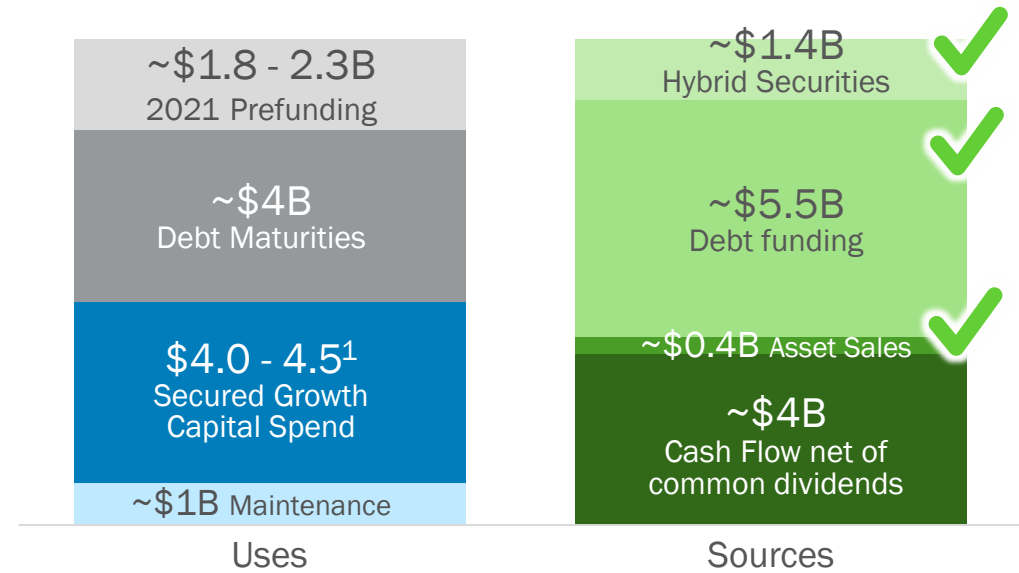 ~$1.8 - 2.3B
2021 Prefunding
~$4B
Debt Maturities
$4.0 - 4.5¹
Secured Growth
Capital Spend
~$1B Maintenance
Uses
~$1.4B
Hybrid Securities
~$5.5B
Debt funding
~$0.4B Asset Sales
~$4B
Cash Flow net of
common dividends
Sources